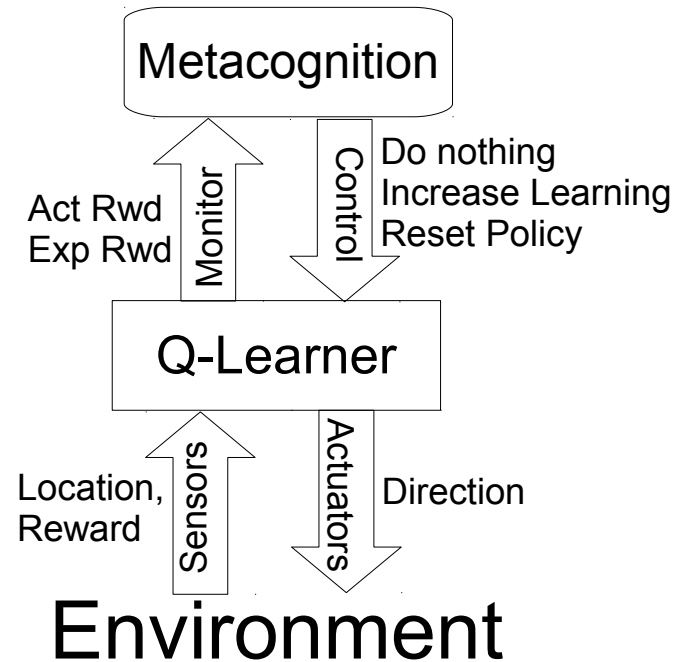 Metacognition
Act Rwd
Exp Rwd
Monitor
Control
Do nothing
Increase Learning
Reset Policy
Q-Learner
Location,
Reward
Sensors
Actuators
Direction
Environment